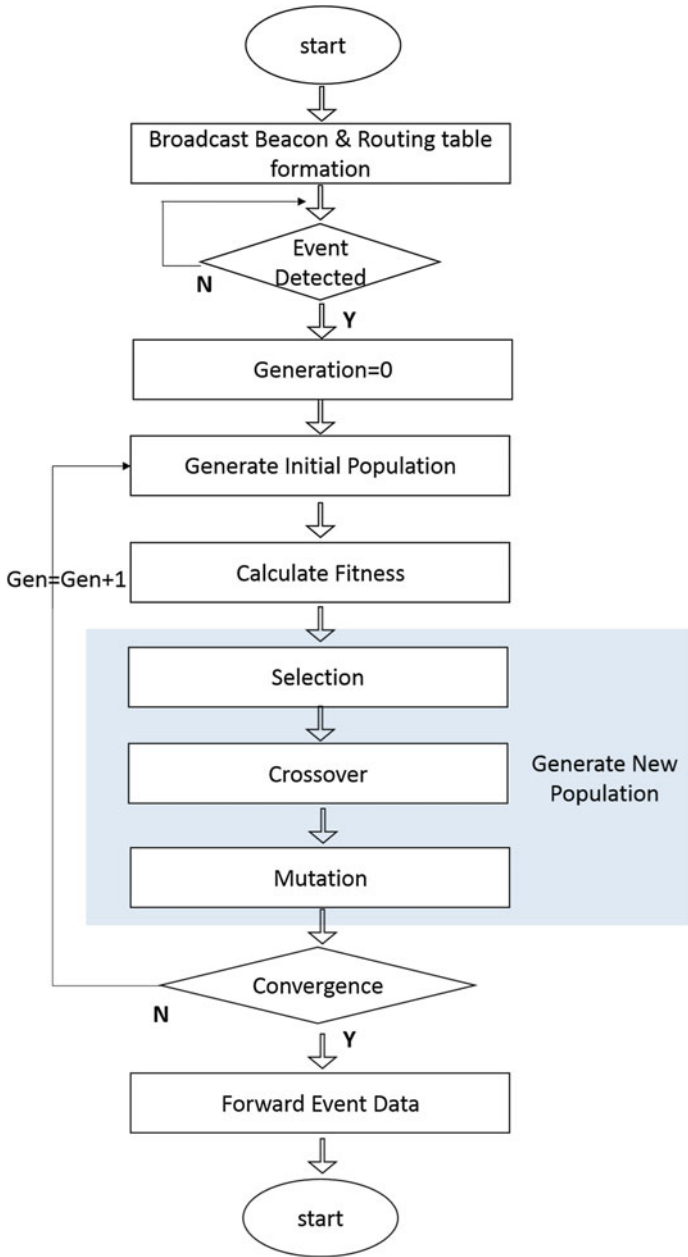 start
Broadcast Beacon & Routing table
formation
Event
Detected
N
Y
Generation=0
Generate Initial Population
Gen=Gen+1
Calculate Fitness
Selection
Crossover
Generate New
Population
Mutation
Convergence
N
Y
Forward Event Data
start